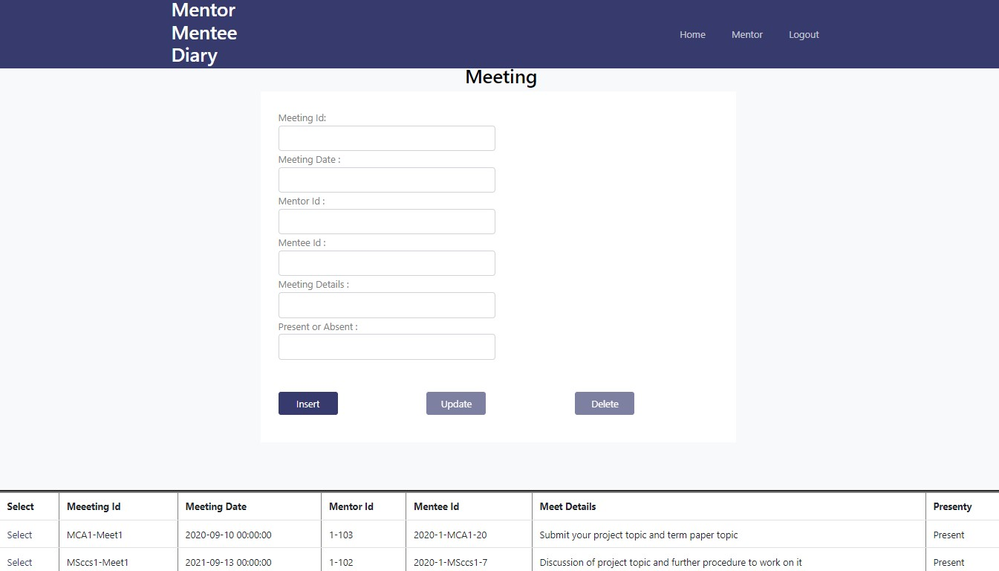 Mentor
Mentee
Diary
Home Mentor Logout
Meeting
Meeting Id:
Meeting Date :
Mentor Id :
Mentee Id :
Meeting Details :
Present or Absent :
Insert Update Delete
Select Meeeting Id Meeting Date Mentor Id Mentee Id Meet Details Presenty
Select MCA1-Meet1 2020-09-10 00:00:00 1-103 2020-1-MCA1-20 Submit your project topic and term paper topic Present
Select MSccs1-Meet1 2021-09-13 00:00:00 1-102 2020-1-MSccs1-7 Discussion of project topic and further procedure to work on it Present